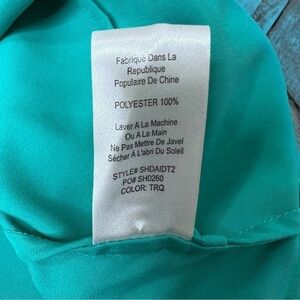 Fabriqué Dans La
Republique
Populaire De Chine
POLYESTER 100%
Laver A La Machine
Ou A La Main
Ne Pas Mettre De Javel
Sécher À L'abri Du Soleil
STYLE# SHDAIDT2
PO# SH0260
COLOR: TRQ